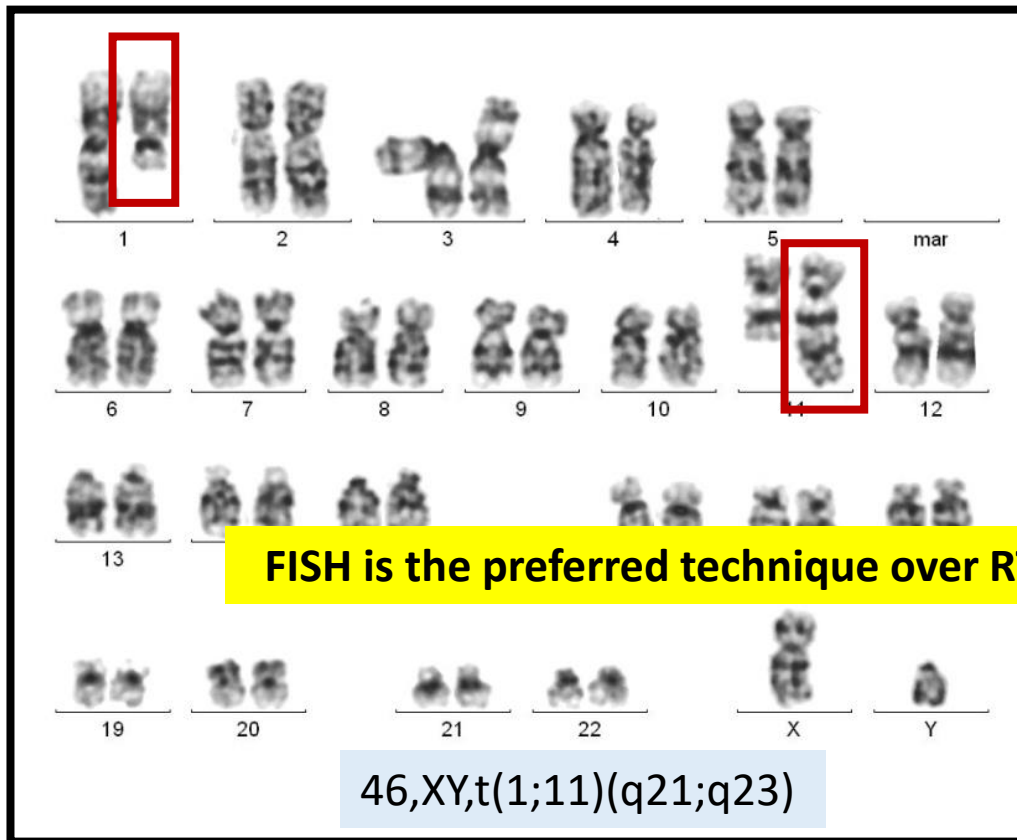 1 2 3 4 5 mar
6 7 8 9 10 11 12
13
FISH is the preferred technique over
19 20 21 22 X Y
46,XY,t(1;11)(q21;q23)